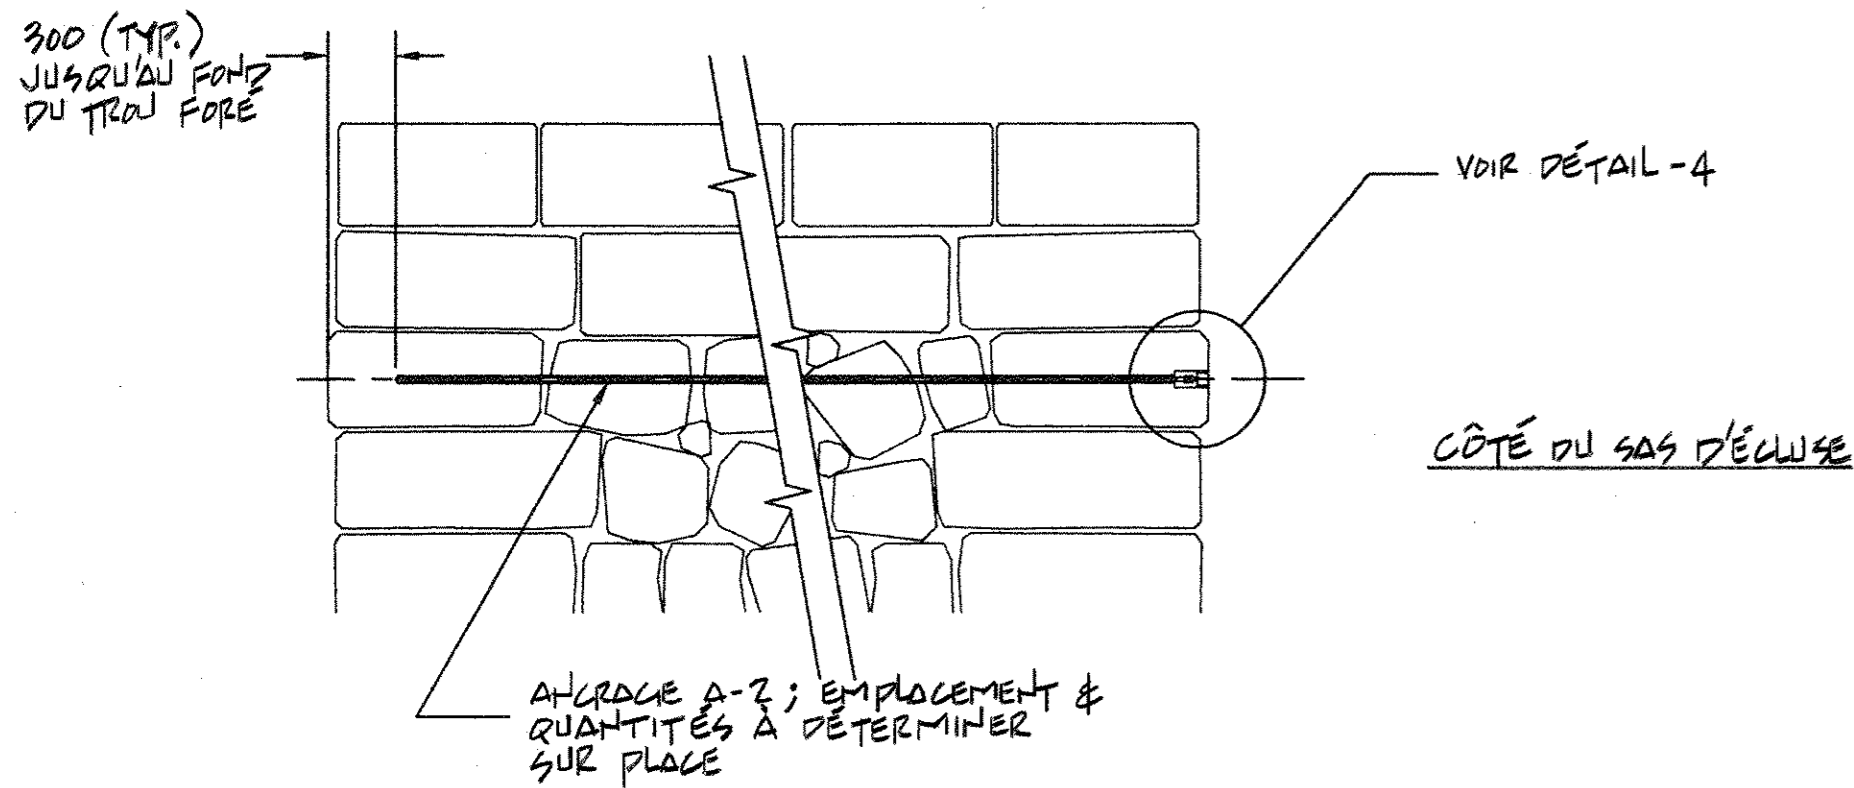 300 (TYP.)
JUSQU'AU FOND
DU TROU FORÉ
VOIR DÉTAIL-4
CÔTÉ DU SAS D'ÉCLUSE
ANCRAGE A-2; EMPLACEMENT &
QUANTITÉS À DÉTERMINER
SUR PLACE